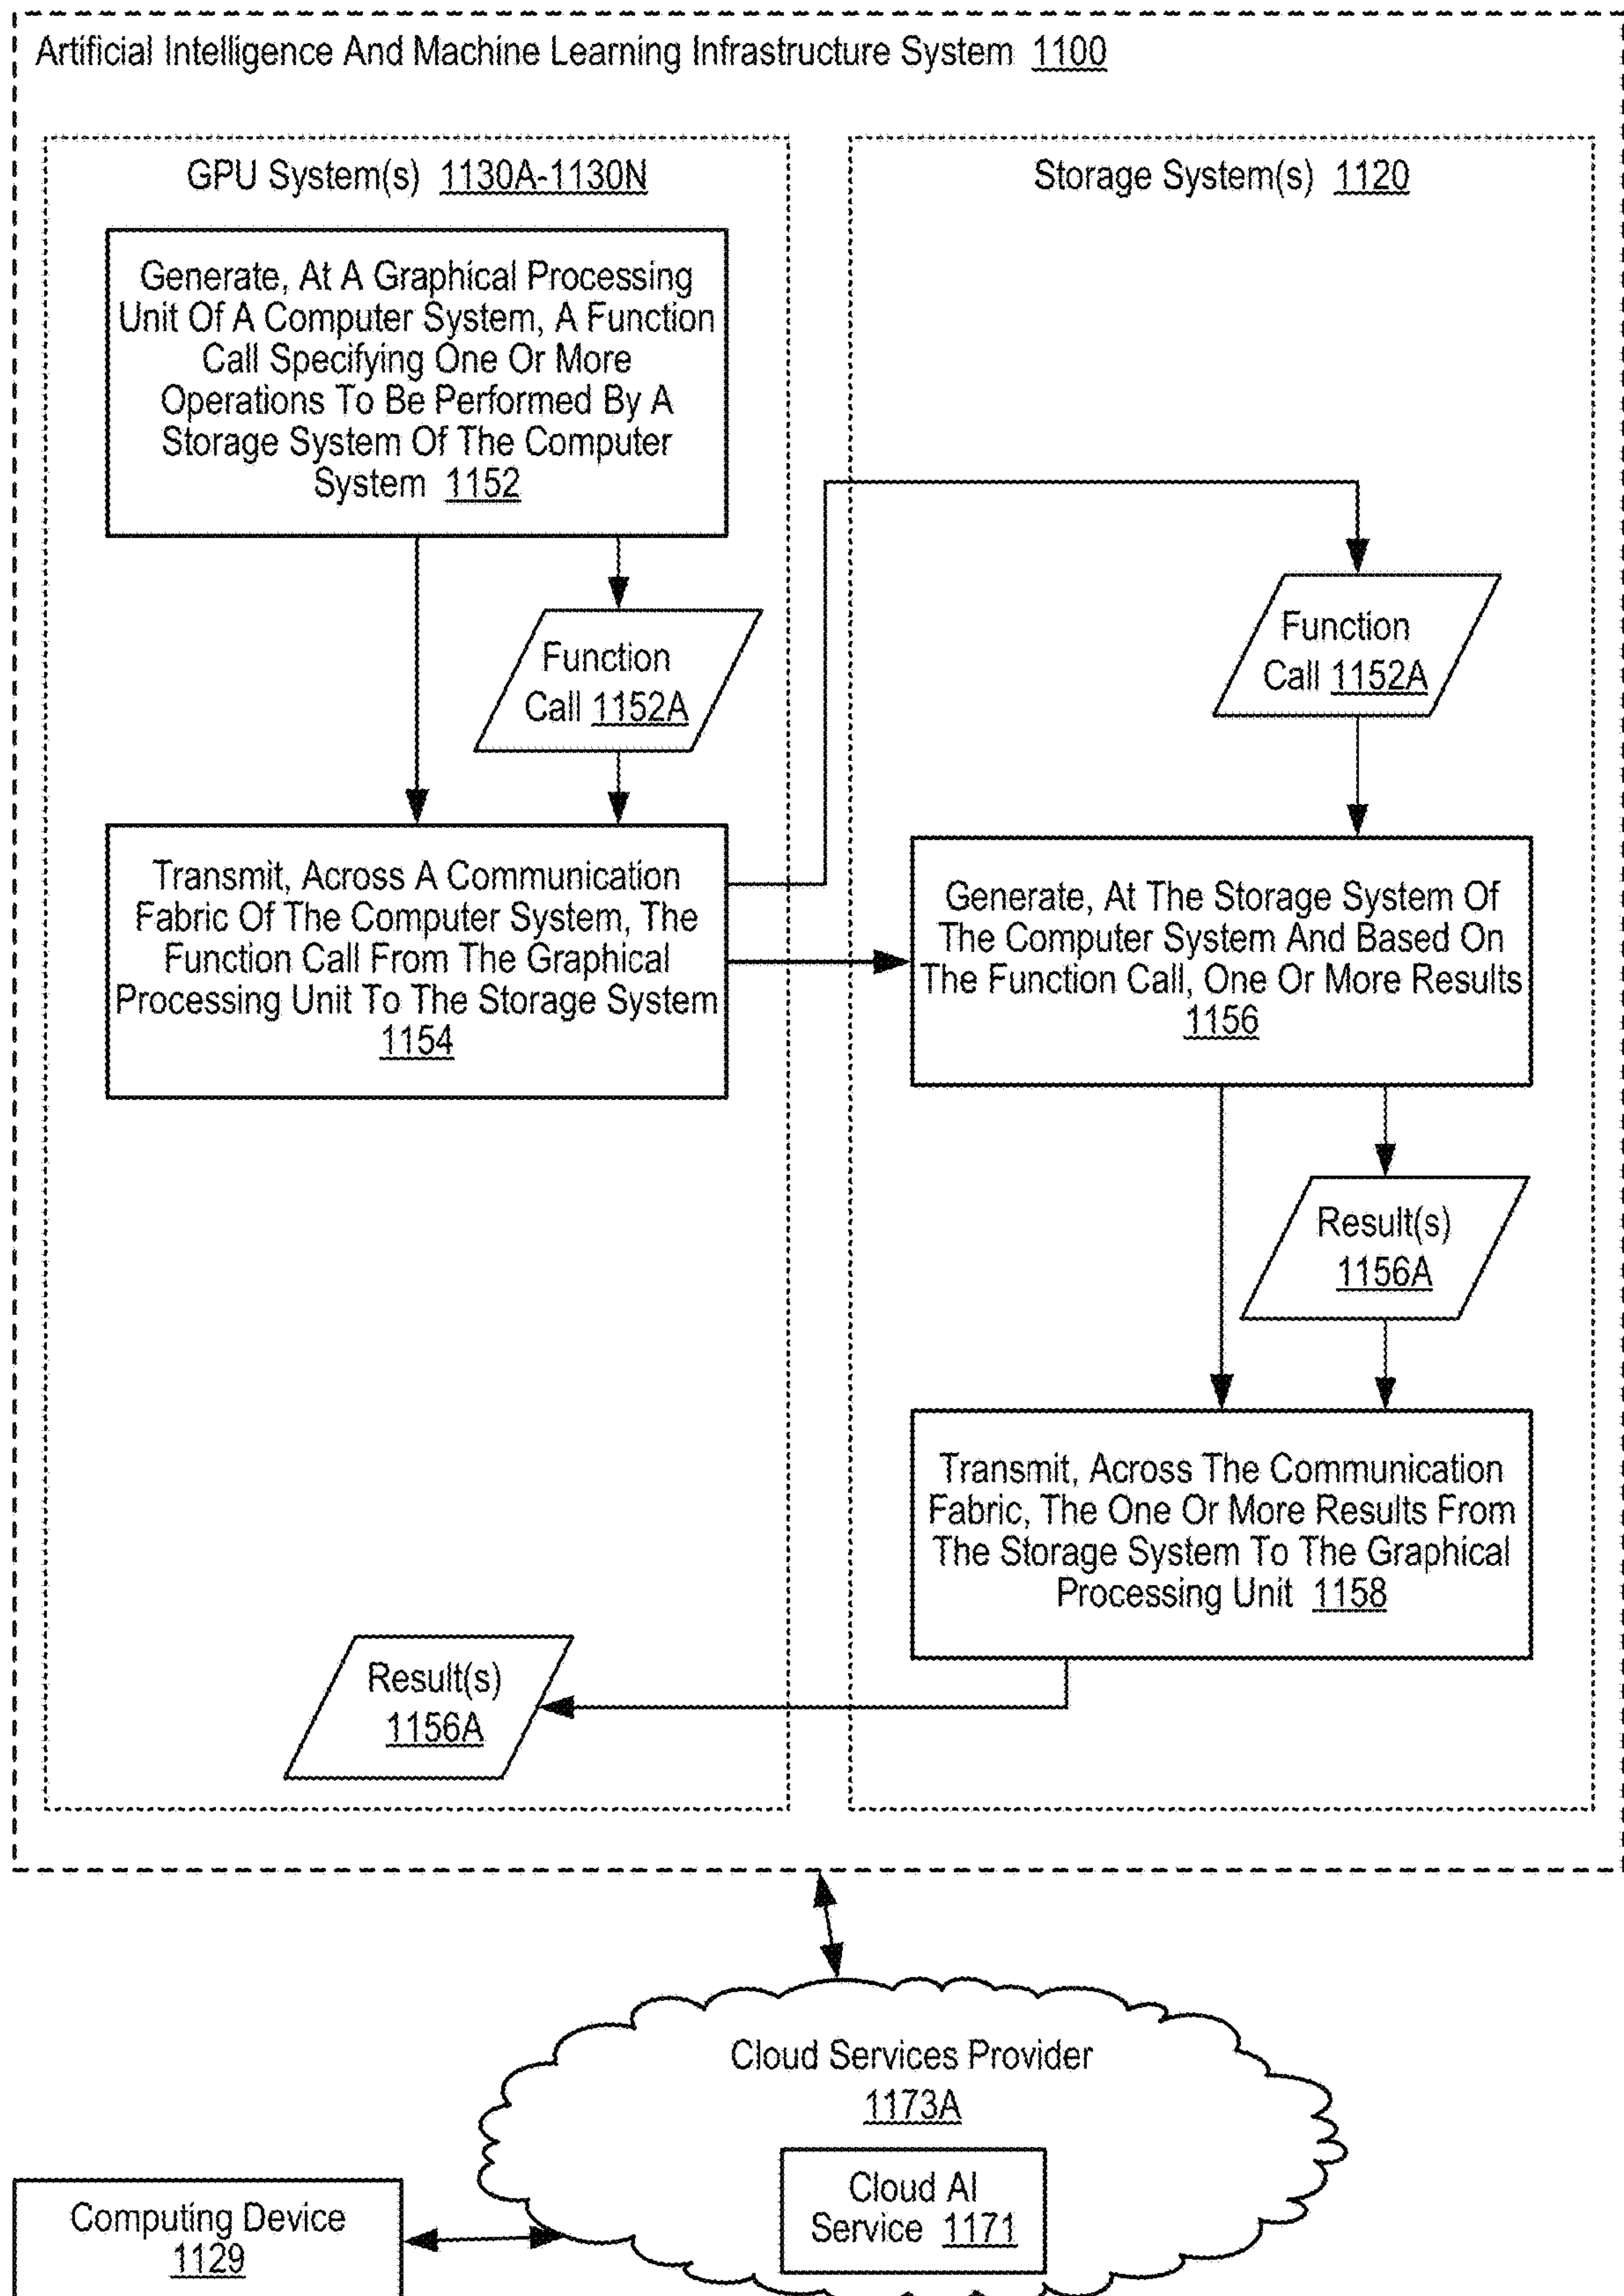 Artificial Intelligence And Machine Learning Infrastructure System 1100
GPU System(s) 1130A-1130N
Generate, At A Graphical Processing
Unit Of A Computer System, A Function
Call Specifying One Or More
Operations To Be Performed By A
Storage System Of The Computer
System 1152
Function
Call 1152A
Transmit, Across A Communication
Fabric Of The Computer System, The
Function Call From The Graphical
Processing Unit To The Storage System
1154
Storage System(s) 1120
Function
Call 1152A
Generate, At The Storage System Of
The Computer System And Based On
The Function Call, One Or More Results
1156
Result(s)
1156A
Transmit, Across The Communication
Fabric, The One Or More Results From
The Storage System To The Graphical
Processing Unit 1158
Result(s)
1156A
Cloud Services Provider
1173A
Cloud AI
Service 1171
Computing Device
1129